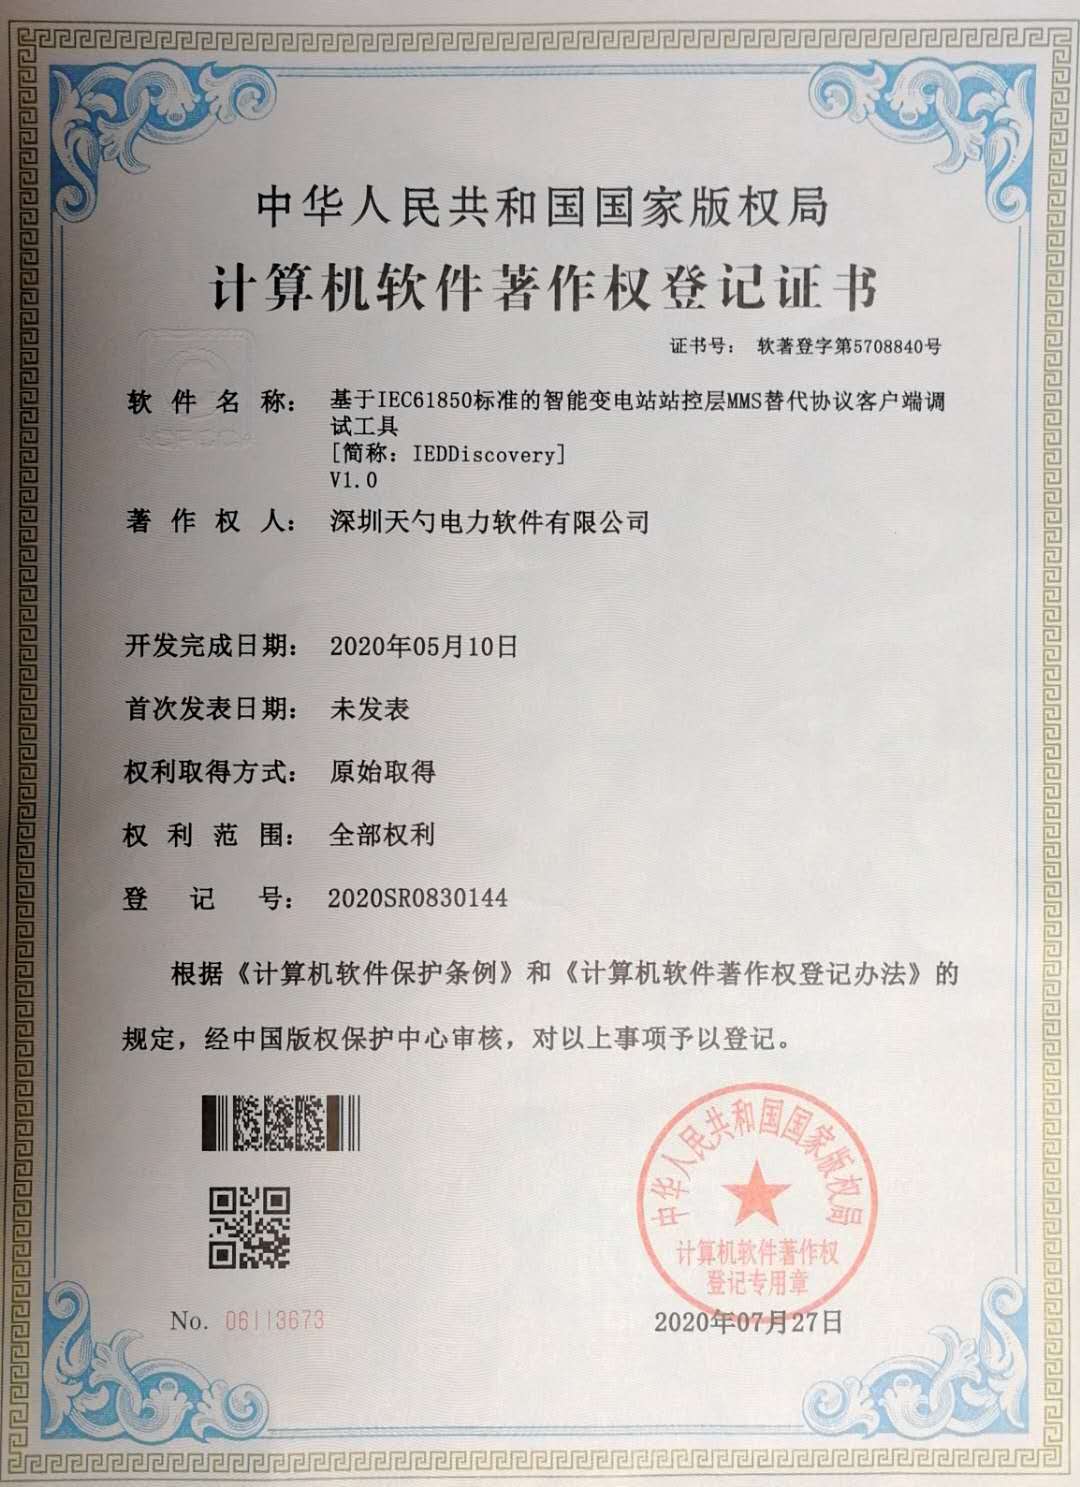 中华人民共和国国家版权局
计算机软件著作权登记证书
证书号： 软著登字第5708840号
软件名称： 基于IEC61850标准的智能变电站站控层MMS替代协议客户端调
试工具
[简称：IEDDiscovery]
V1.0
著作权人： 深圳天勺电力软件有限公司
开发完成日期： 2020年05月10日
首次发表日期： 未发表
权利取得方式： 原始取得
权利范围： 全部权利
登记号： 2020SR0830144
根据《计算机软件保护条例》和《计算机软件著作权登记办法》的
规定，经中国版权保护中心审核，对以上事项予以登记。
中华人民共和国国家版权局
计算机软件著作权
登记专用章
No. 06113673
2020年07月27日